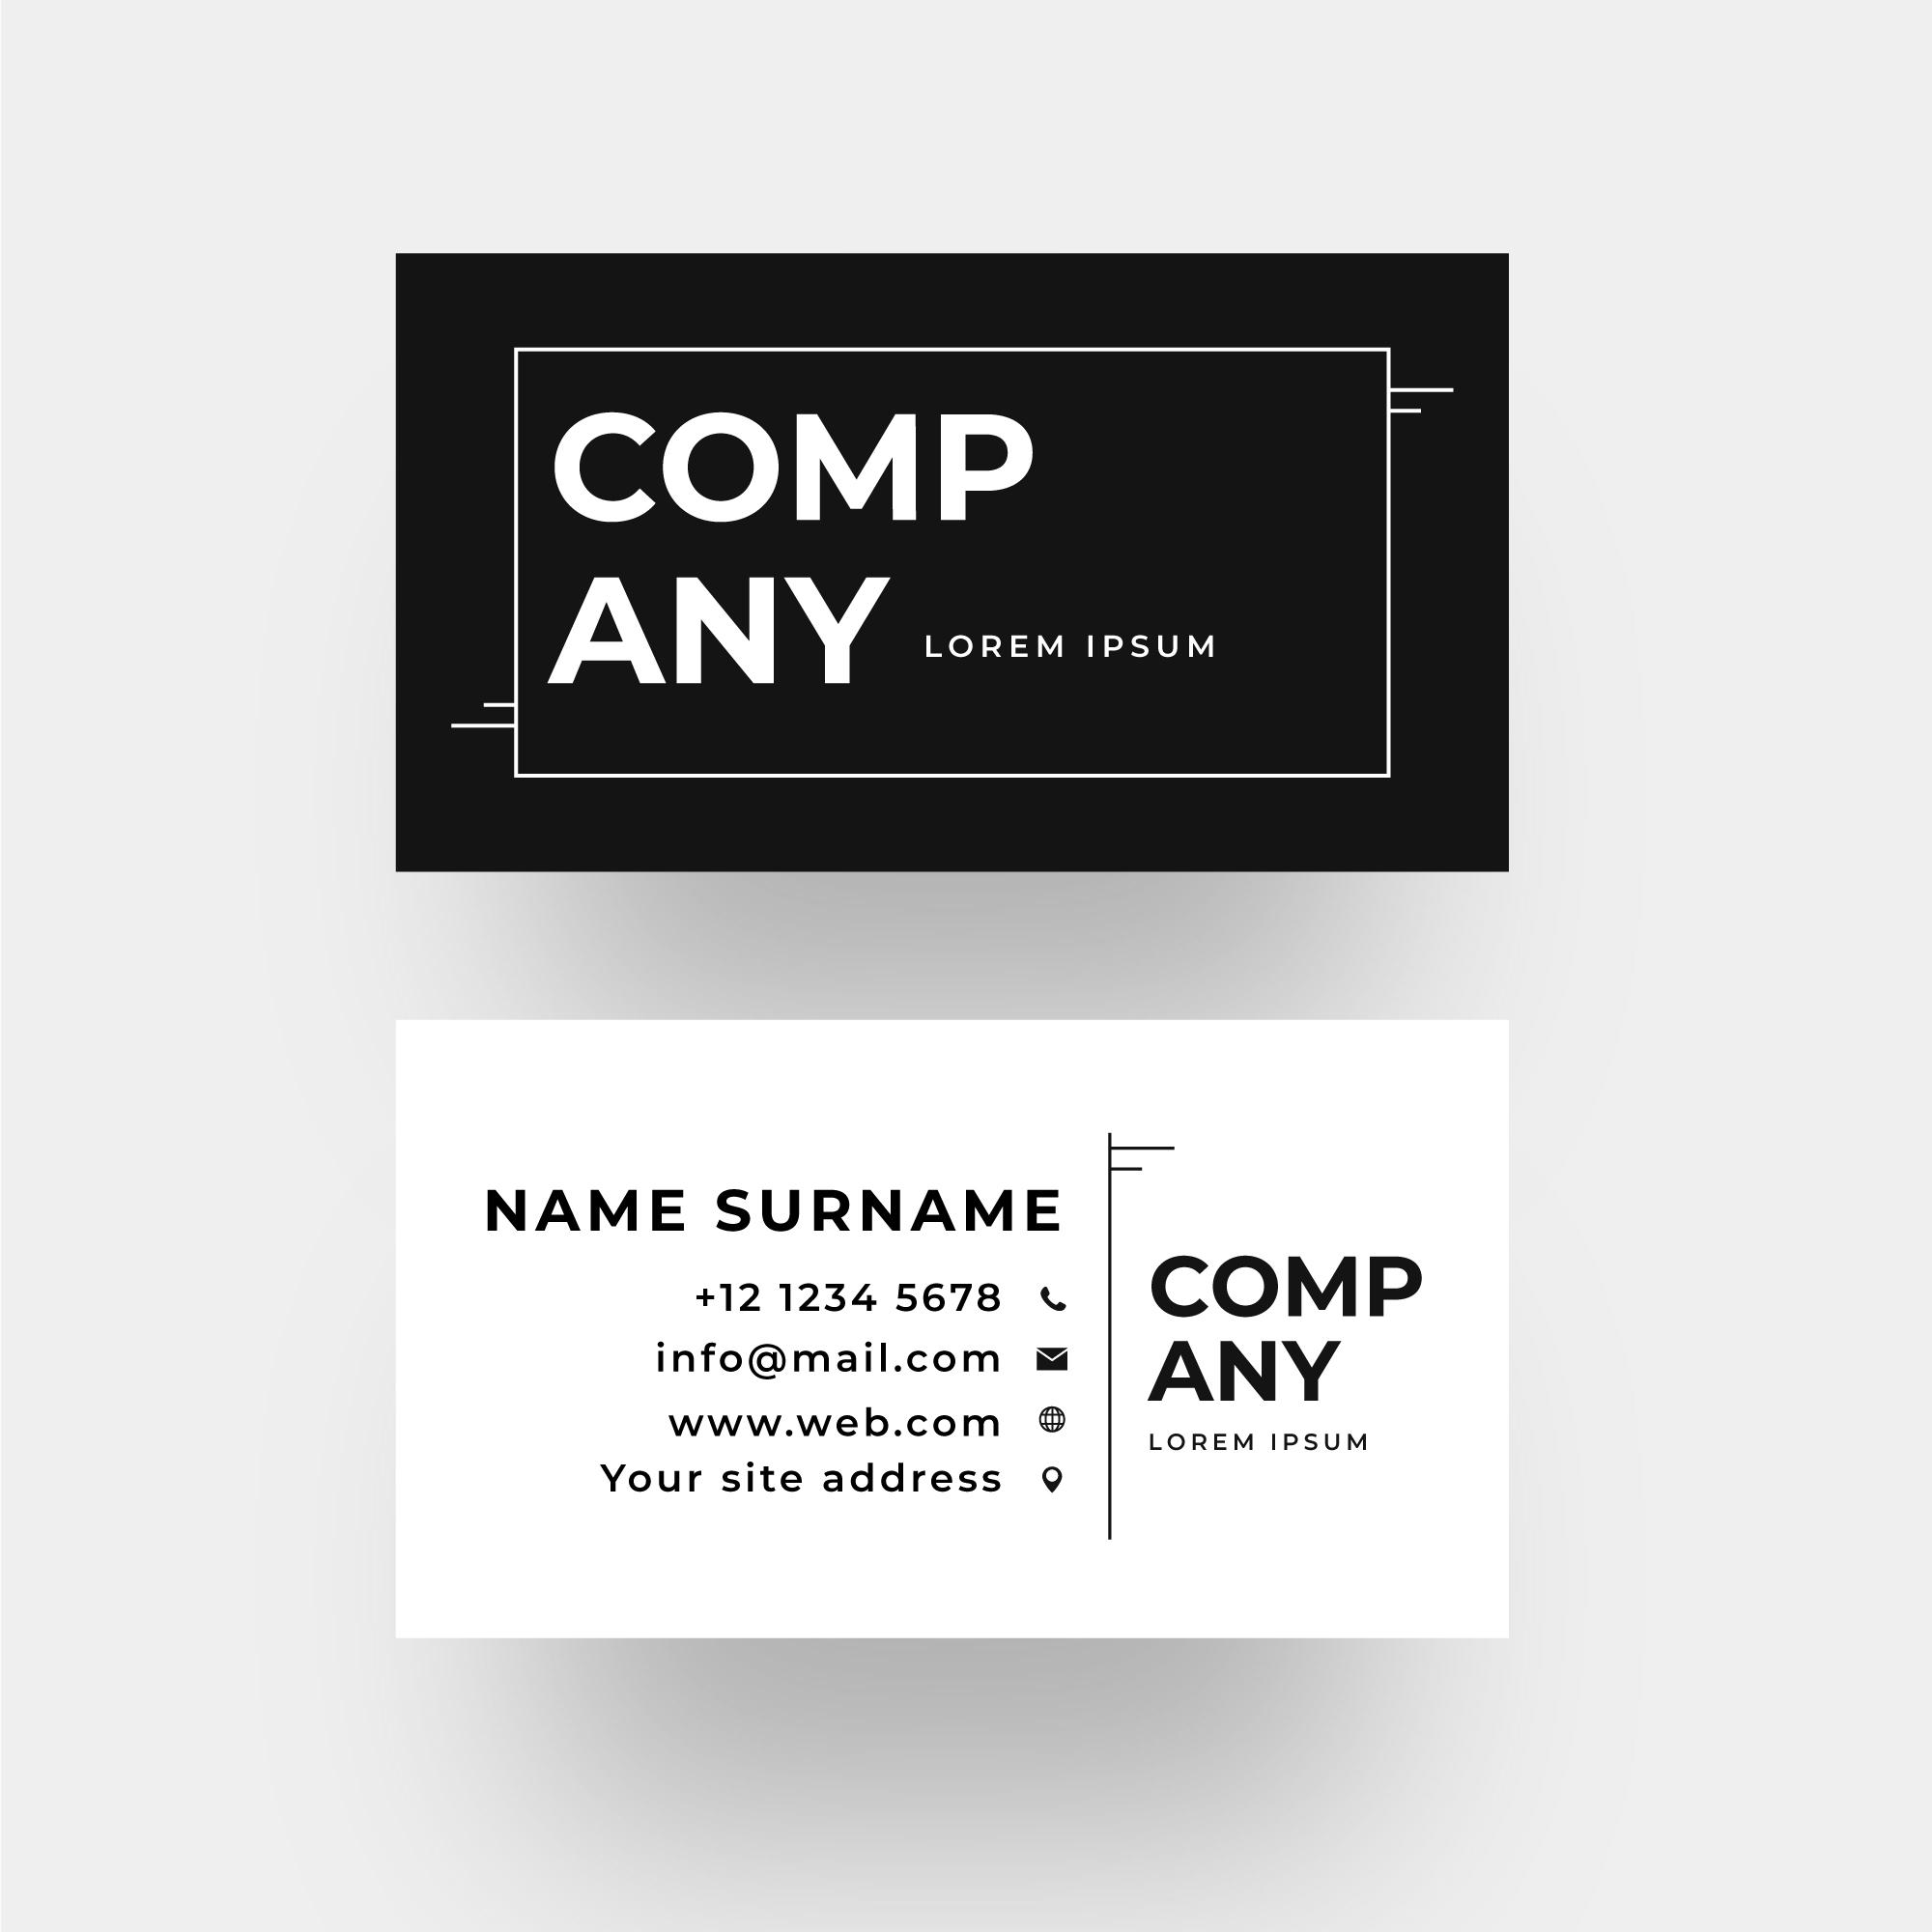 COMP
ANY
LOREM IPSUM
NAME SURNAME
+12 1234 5678
info@mail.com
www.web.com
Your site address
COMP
ANY
LOREM IPSUM